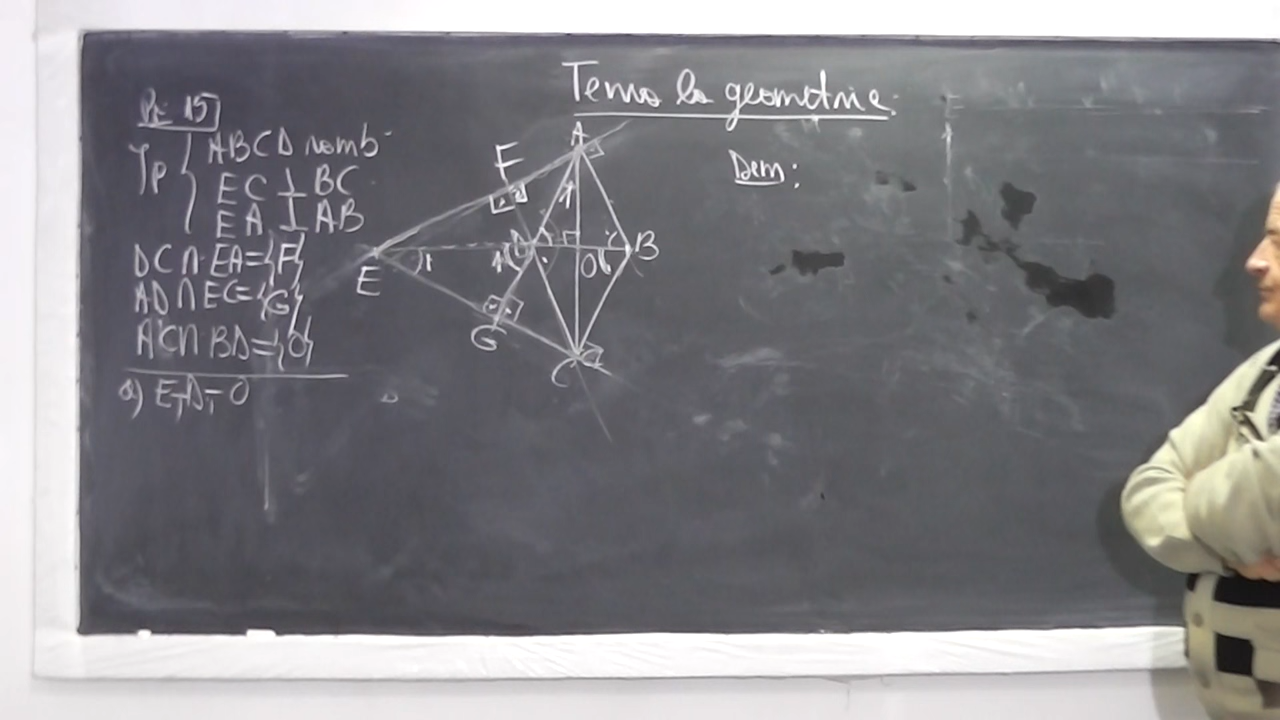 Tema la geometrie.
Pr. 15
Ip { ABCD romb
EC ⊥ BC
EA ⊥ AB
DC ∩ EA = {F}
AD ∩ EC = {G}
AC ∩ BD = {O}
a) E, D, O
Dem:
A
F
E
D
O
B
G
C